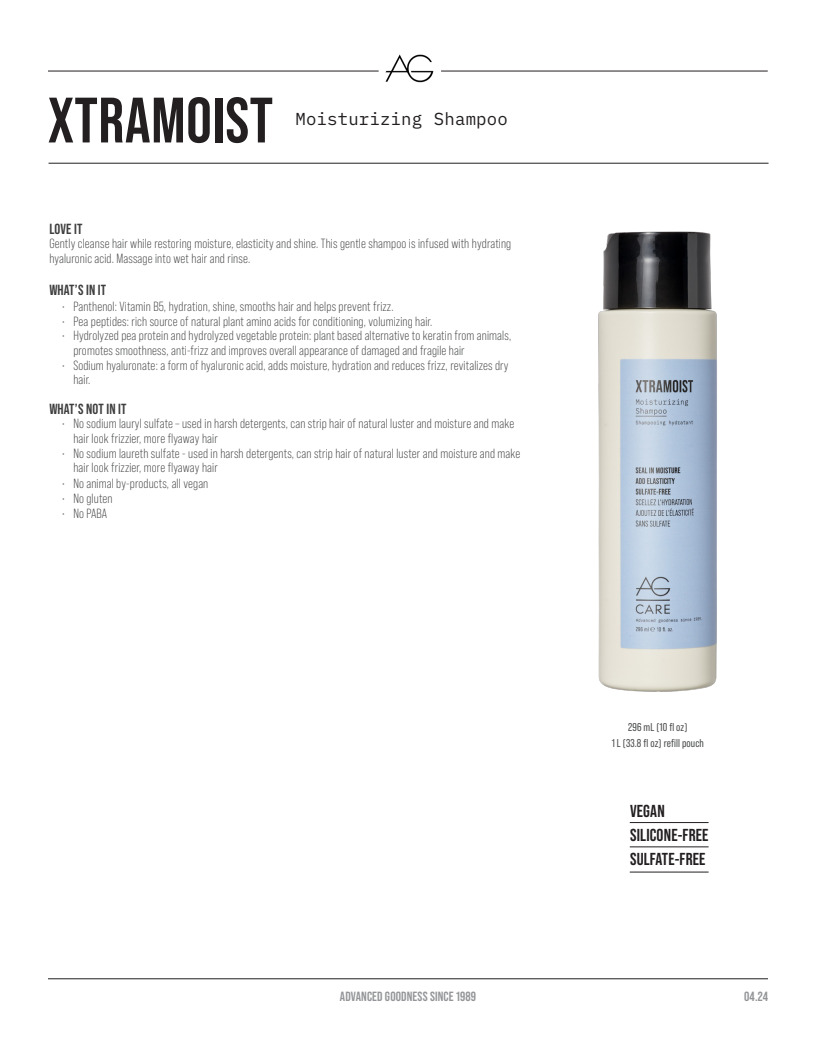 AG
XTRAMOIST Moisturizing Shampoo
LOVE IT
Gently cleanse hair while restoring moisture, elasticity and shine. This gentle shampoo is infused with hydrating
hyaluronic acid. Massage into wet hair and rinse.
WHAT'S IN IT
· Panthenol: Vitamin B5, hydration, shine, smooths hair and helps prevent frizz.
· Pea peptides: rich source of natural plant amino acids for conditioning, volumizing hair.
· Hydrolyzed pea protein and hydrolyzed vegetable protein: plant based alternative to keratin from animals,
promotes smoothness, anti-frizz and improves overall appearance of damaged and fragile hair
· Sodium hyaluronate: a form of hyaluronic acid, adds moisture, hydration and reduces frizz, revitalizes dry
hair.
WHAT'S NOT IN IT
· No sodium lauryl sulfate – used in harsh detergents, can strip hair of natural luster and moisture and make
hair look frizzier, more flyaway hair
· No sodium laureth sulfate - used in harsh detergents, can strip hair of natural luster and moisture and make
hair look frizzier, more flyaway hair
· No animal by-products, all vegan
· No gluten
· No PABA
XTRAMOIST
Moisturizing
Shampoo
Shampooing hydratant
SEAL IN MOISTURE
ADD ELASTICITY
SULFATE-FREE
SCELLEZ L'HYDRATATION
AJOUTEZ DE L'ÉLASTICITÉ
SANS SULFATE
AG
CARE
Advanced goodness since 1989
296 ml ℮ 10 fl. oz.
296 mL (10 fl oz)
1 L (33.8 fl oz) refill pouch
VEGAN
SILICONE-FREE
SULFATE-FREE
ADVANCED GOODNESS SINCE 1989
04.24